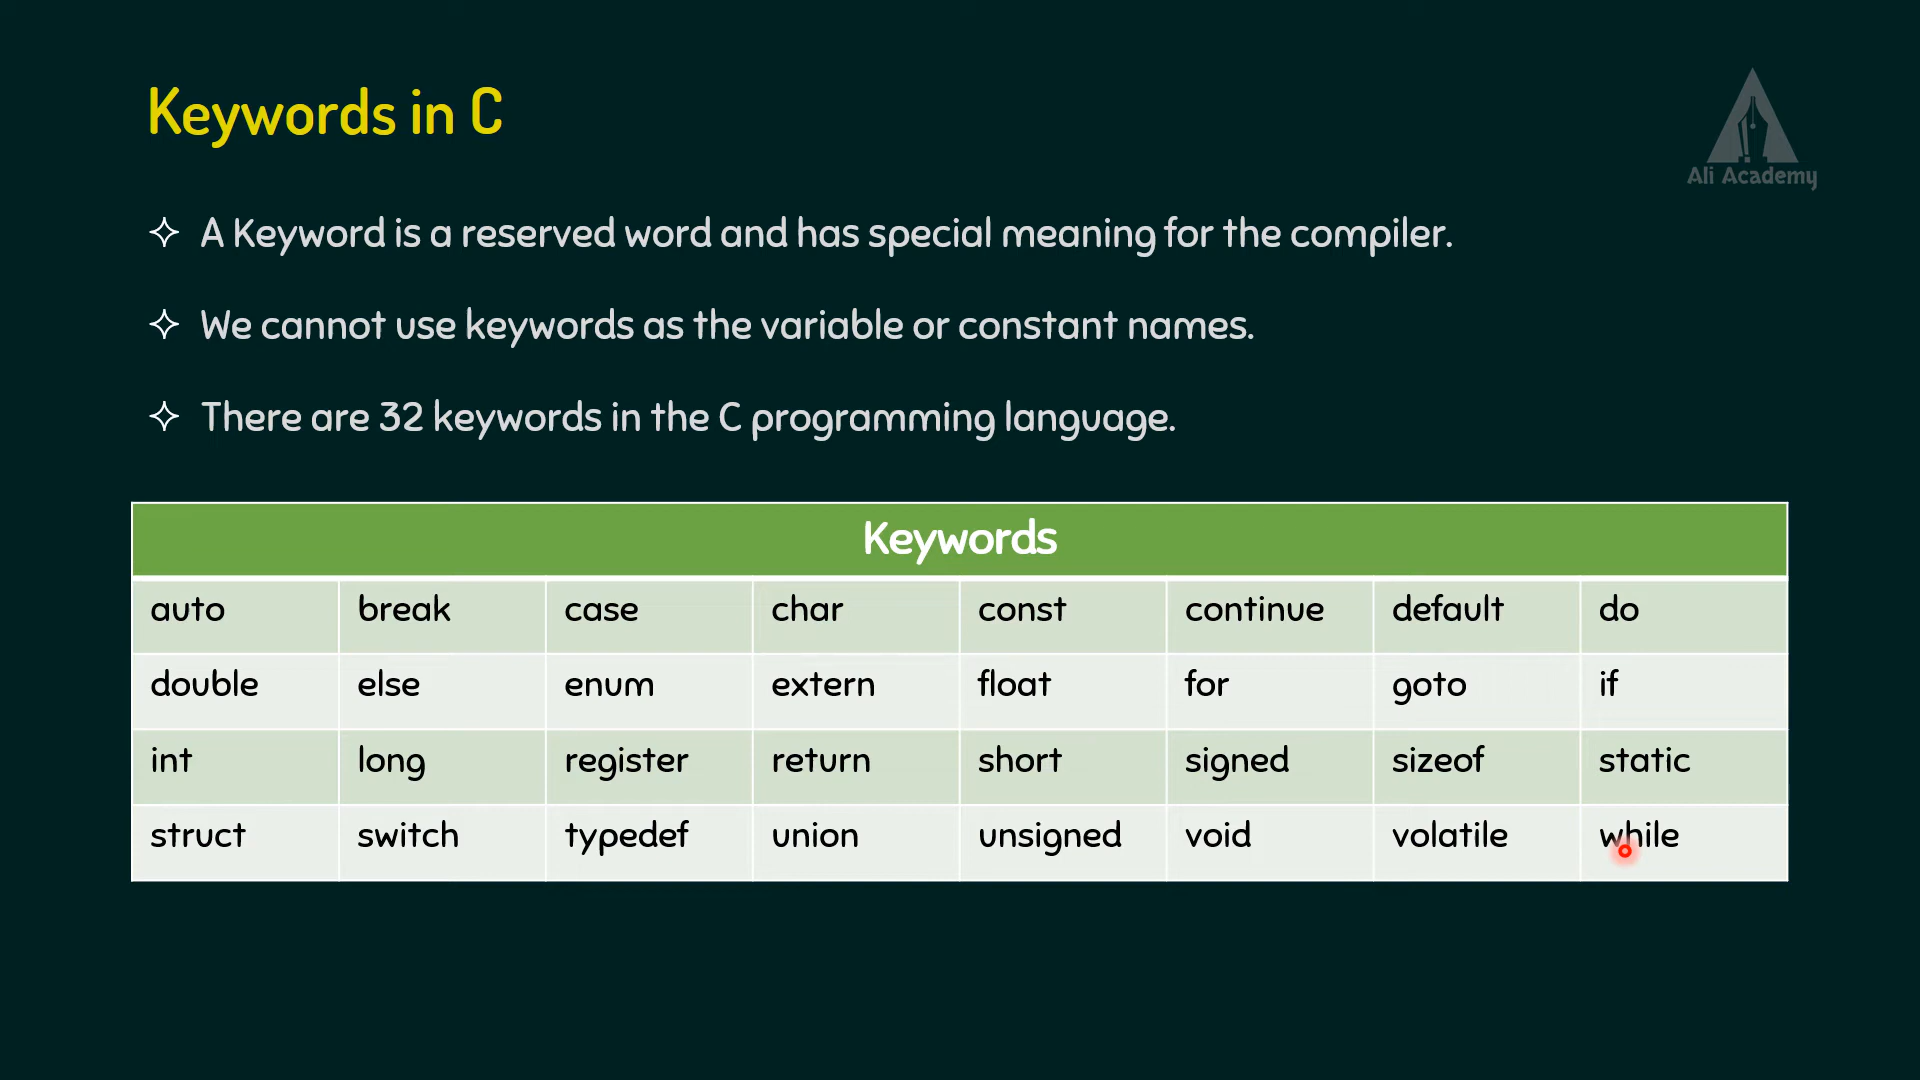 Keywords in C
Ali Academy
A Keyword is a reserved word and has special meaning for the compiler.
We cannot use keywords as the variable or constant names.
There are 32 keywords in the C programming language.
Keywords
auto break case char const continue default do
double else enum extern float for goto if
int long register return short signed sizeof static
struct switch typedef union unsigned void volatile while